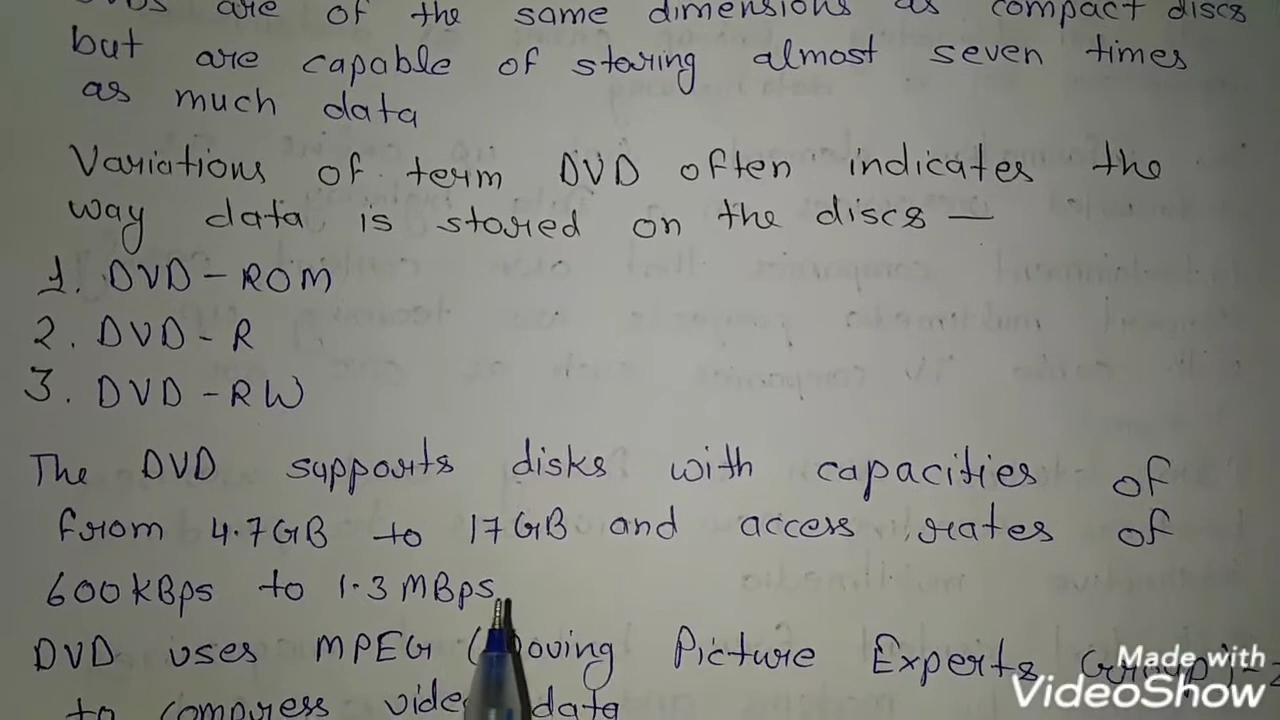 are of the same dimensions as compact discs
but are capable of storing almost seven times
as much data
Variations of term DVD often indicates the
way data is stored on the discs —
1. DVD - ROM
2. DVD - R
3. DVD - RW
The DVD supports disks with capacities of
from 4.7GB to 17GB and access rates of
600kBps to 1.3MBps
DVD uses MPEG (Moving Picture Experts Group)-2
to compress video data
Made with
VideoShow